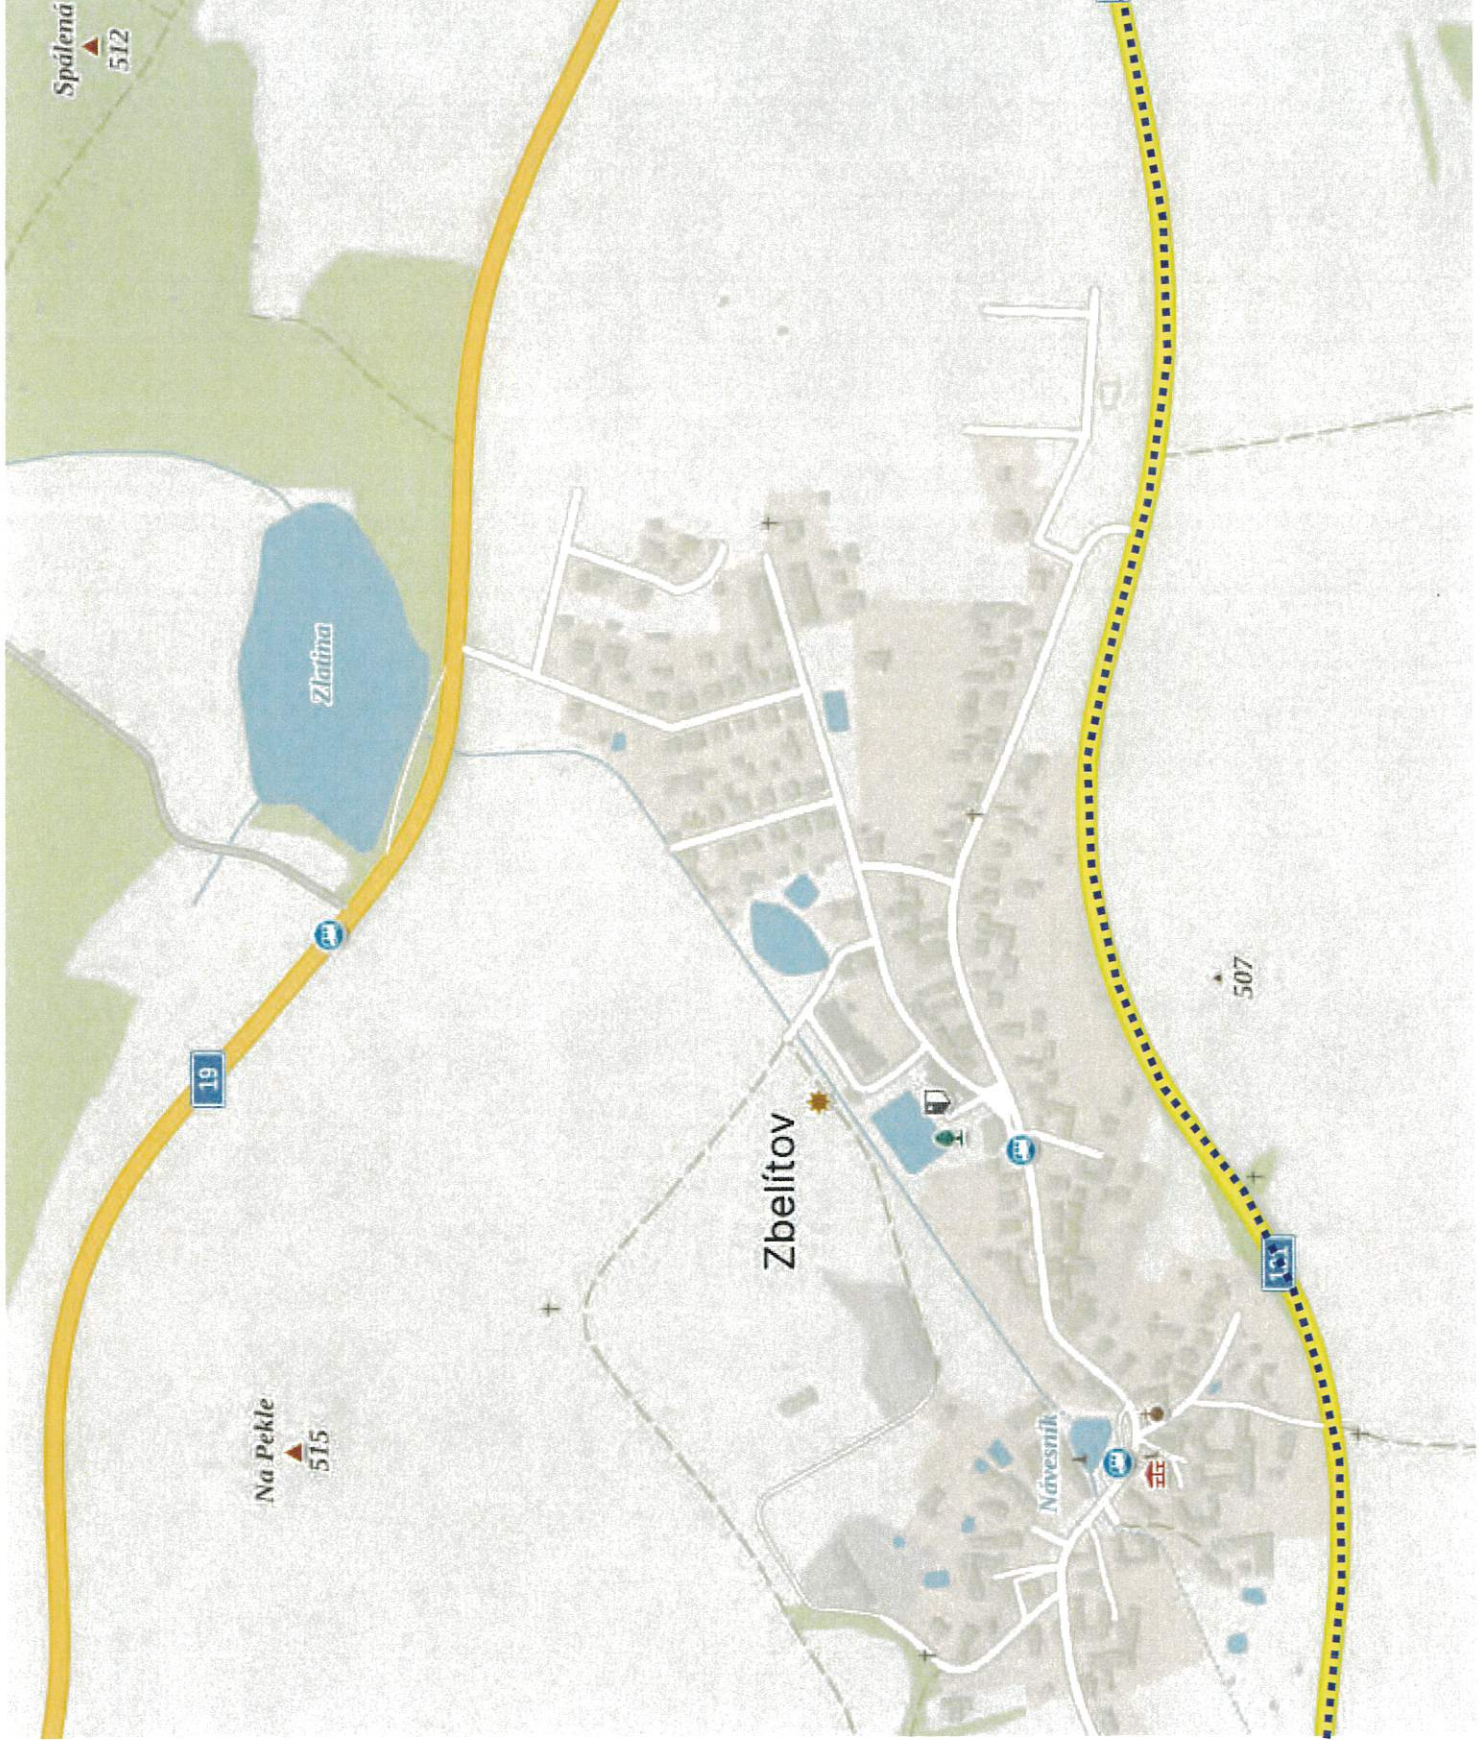 Spálená
512
Zlatina
19
Na Pekle
515
Zbelítov
507
Návesník